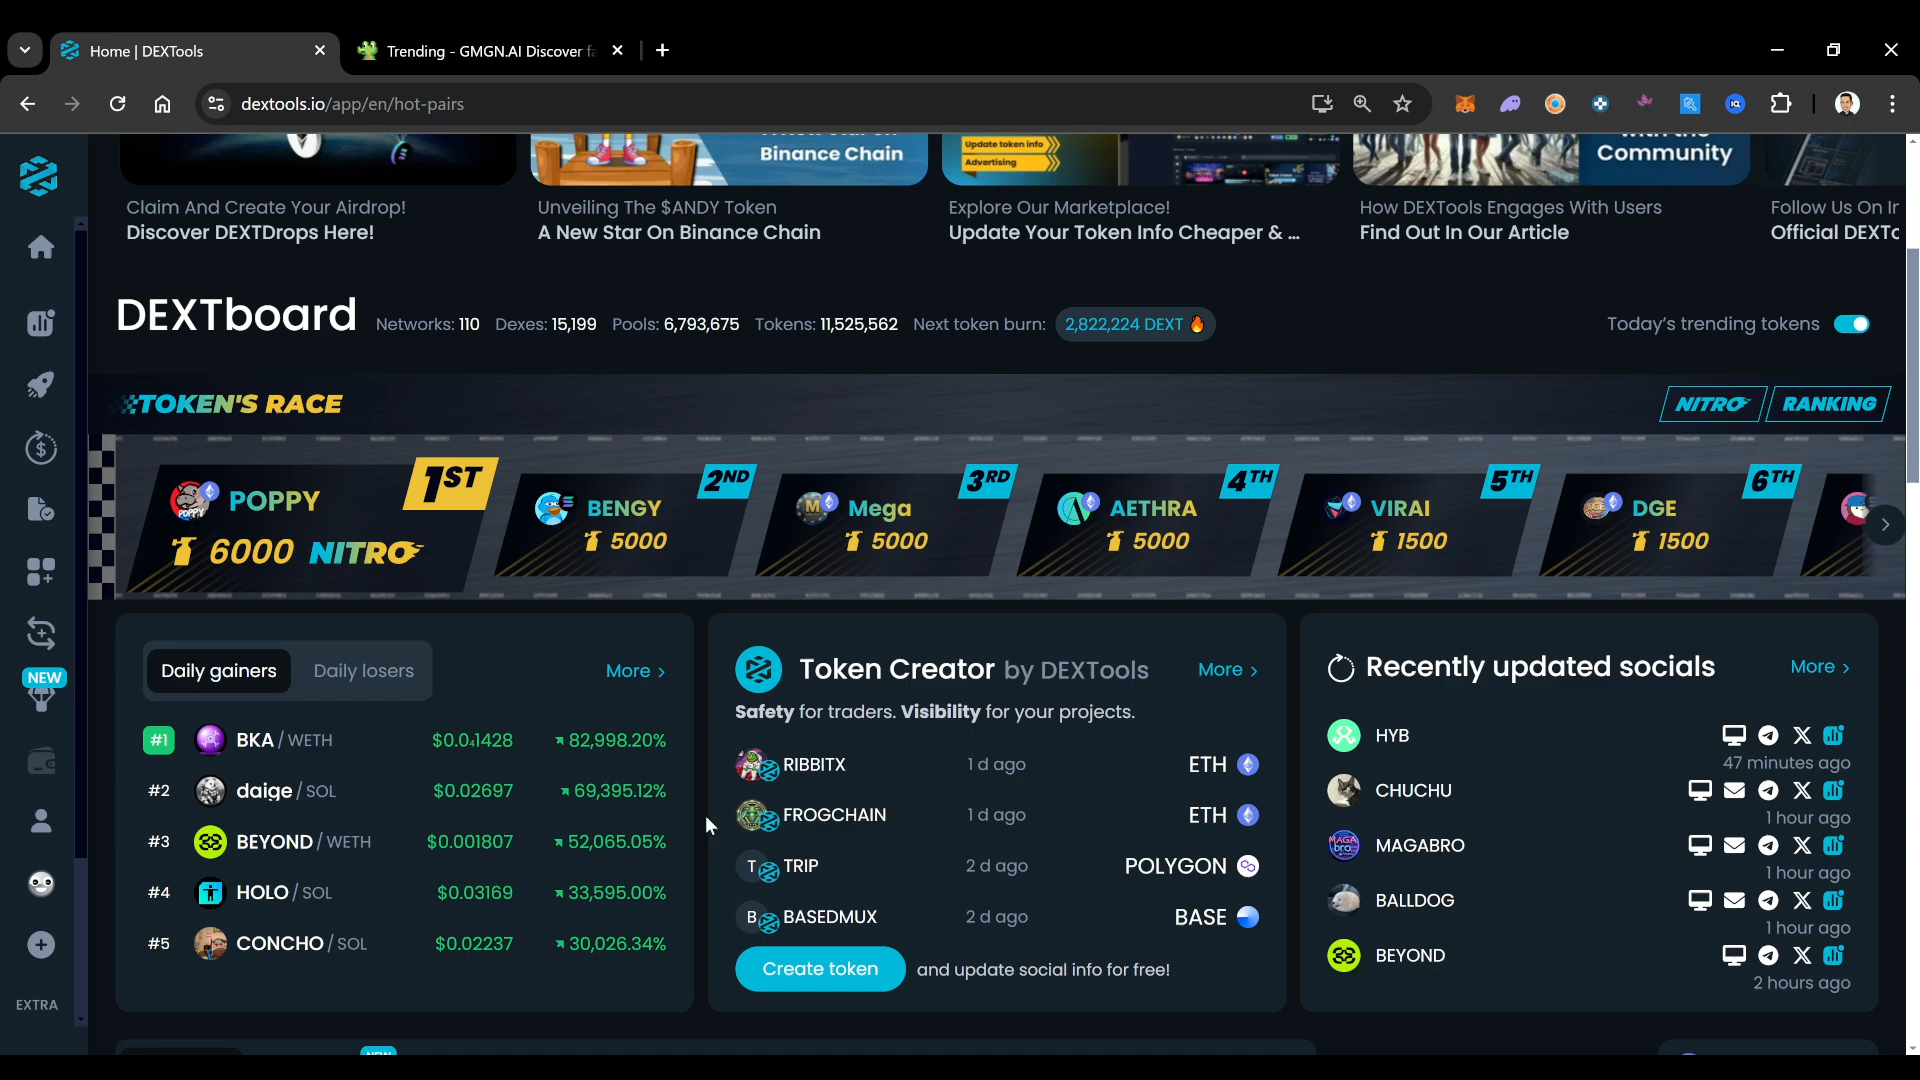 Home | DEXTools
Trending - GMGN.AI Discover fa
dextools.io/app/en/hot-pairs
IQ
Update token info
Advertising
Binance Chain
with the
Community
Claim And Create Your Airdrop!
Discover DEXTDrops Here!
Unveiling The $ANDY Token
A New Star On Binance Chain
Explore Our Marketplace!
Update Your Token Info Cheaper & ...
How DEXTools Engages With Users
Find Out In Our Article
Follow Us On In
Official DEXTo
DEXTboard
Networks: 110 Dexes: 15,199 Pools: 6,793,675 Tokens: 11,525,562 Next token burn: 2,822,224 DEXT
Today's trending tokens
TOKEN'S RACE
NITRO
RANKING
1ST
POPPY
6000 NITRO
2ND
BENGY
5000
3RD
Mega
5000
4TH
AETHRA
5000
5TH
VIRAI
1500
6TH
DGE
1500
Daily gainers
Daily losers
More >
#1 BKA / WETH $0.0₄1428 82,998.20%
#2 daige / SOL $0.02697 69,395.12%
#3 BEYOND / WETH $0.001807 52,065.05%
#4 HOLO / SOL $0.03169 33,595.00%
#5 CONCHO / SOL $0.02237 30,026.34%
Token Creator by DEXTools
More >
Safety for traders. Visibility for your projects.
RIBBITX 1 d ago ETH
FROGCHAIN 1 d ago ETH
T TRIP 2 d ago POLYGON
B BASEDMUX 2 d ago BASE
Create token and update social info for free!
Recently updated socials
More >
HYB
47 minutes ago
CHUCHU
1 hour ago
MAGABRO
1 hour ago
BALLDOG
1 hour ago
BEYOND
2 hours ago
NEW
EXTRA
NEW